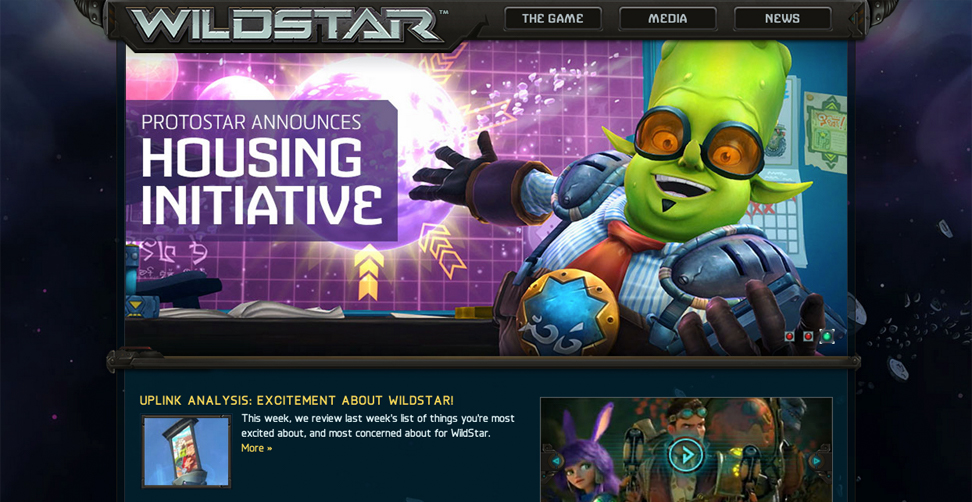 WILDSTAR™
THE GAME
MEDIA
NEWS
PROTOSTAR ANNOUNCES
HOUSING
INITIATIVE
UPLINK ANALYSIS: EXCITEMENT ABOUT WILDSTAR!
This week, we review last week's list of things you're most
excited about, and most concerned about for WildStar.
More »